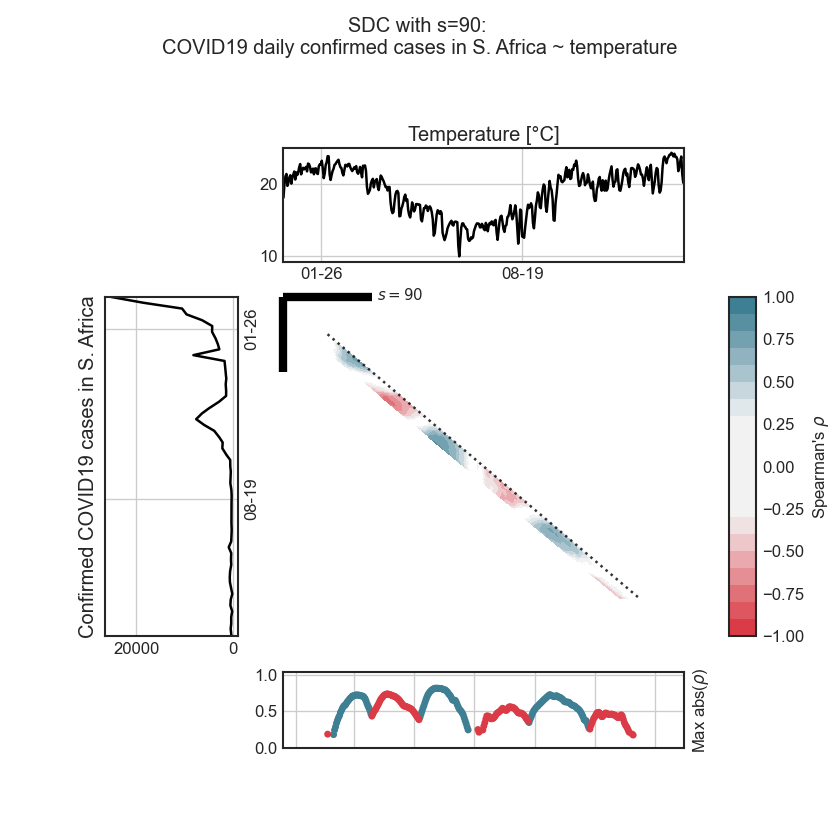 SDC with s=90:
COVID19 daily confirmed cases in S. Africa ~ temperature
Temperature [°C]
20
10
01-26
08-19
s = 90
Confirmed COVID19 cases in S. Africa
01-26
08-19
20000
0
1.00
0.75
0.50
0.25
0.00
−0.25
−0.50
−0.75
−1.00
Spearman's ρ
1.0
0.5
0.0
Max abs(ρ)